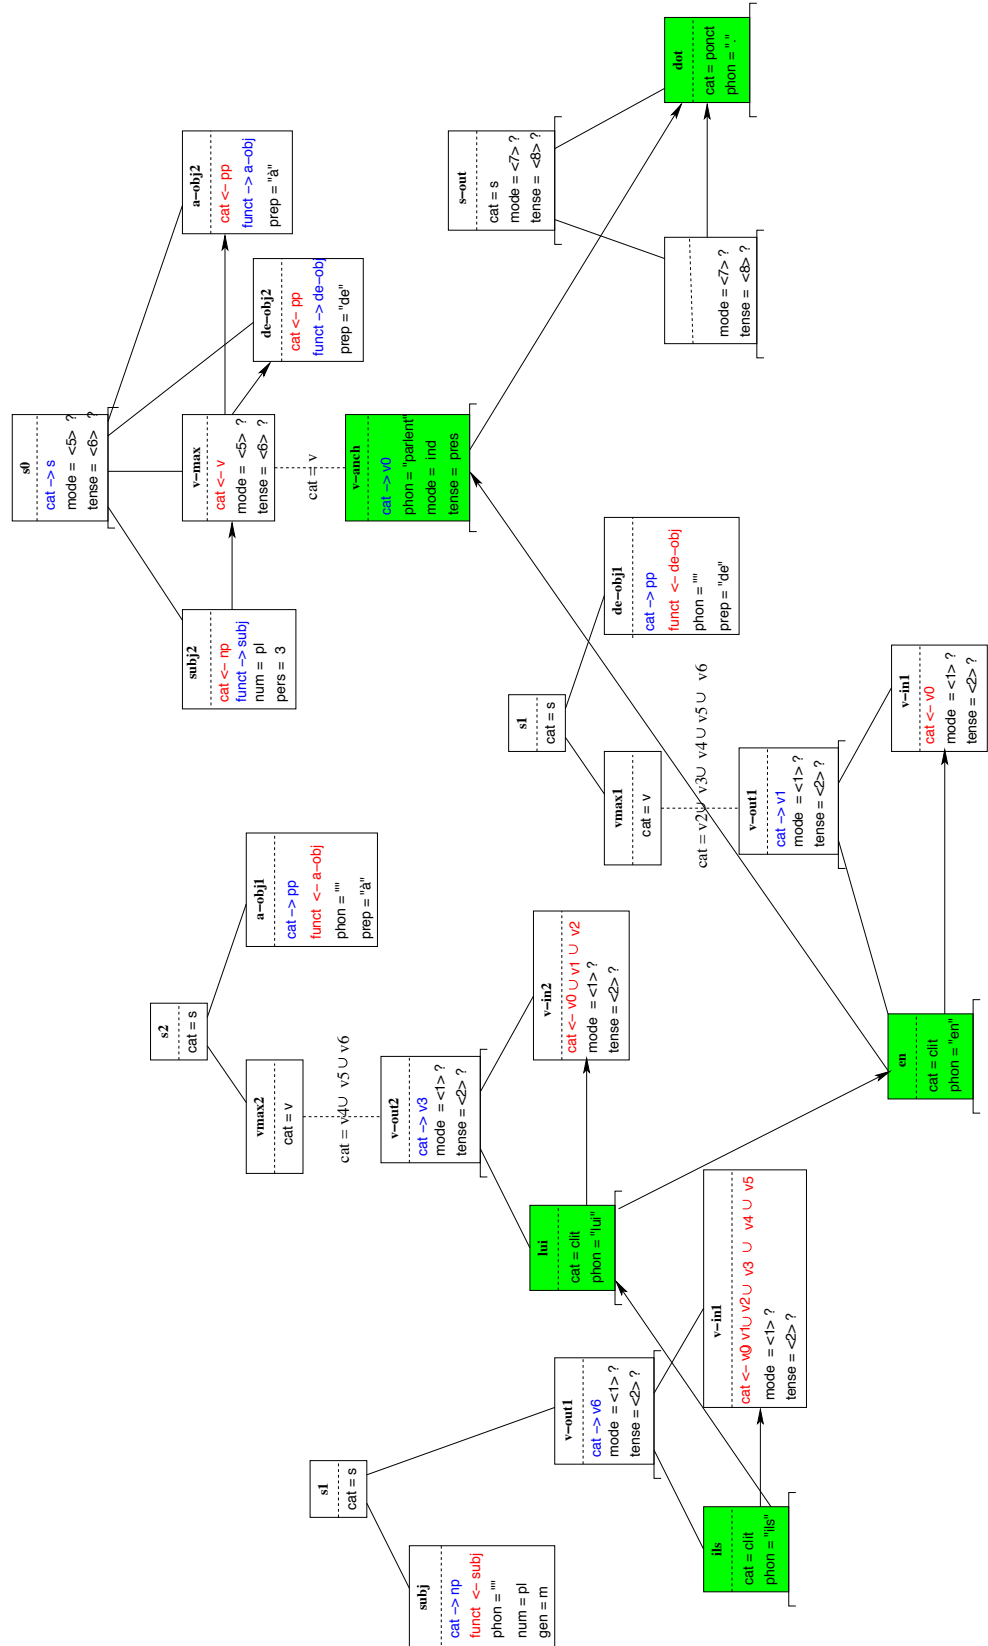 s1
cat = s
subj
cat −> np
funct <− subj
phon = ""
num = pl
gen = m
v−out1
cat −> v6
mode = <1> ?
tense = <2> ?
ils
cat = clit
phon = "ils"
v−in1
cat <− v0 ∪ v1 ∪ v2 ∪ v3 ∪ v4 ∪ v5
mode = <1> ?
tense = <2> ?
s2
cat = s
vmax2
cat = v
a−obj1
cat −> pp
funct <− a−obj
phon = ""
prep = "à"
cat = v4 ∪ v5 ∪ v6
v−out2
cat −> v3
mode = <1> ?
tense = <2> ?
lui
cat = clit
phon = "lui"
v−in2
cat <− v0 ∪ v1 ∪ v2
mode = <1> ?
tense = <2> ?
s1
cat = s
vmax1
cat = v
de−obj1
cat −> pp
funct <− de−obj
phon = ""
prep = "de"
cat = v2 ∪ v3 ∪ v4 ∪ v5 ∪ v6
v−out1
cat −> v1
mode = <1> ?
tense = <2> ?
en
cat = clit
phon = "en"
v−in1
cat <− v0
mode = <1> ?
tense = <2> ?
s0
cat −> s
mode = <5> ?
tense = <6> ?
subj2
cat <− np
funct −> subj
num = pl
pers = 3
v−max
cat <− v
mode = <5> ?
tense = <6> ?
a−obj2
cat <− pp
funct −> a−obj
prep = "à"
de−obj2
cat <− pp
funct −> de−obj
prep = "de"
cat = v
v−anch
cat −> v0
phon = "parlent"
mode = ind
tense = pres
s−out
cat = s
mode = <7> ?
tense = <8> ?
mode = <7> ?
tense = <8> ?
dot
cat = ponct
phon = "."